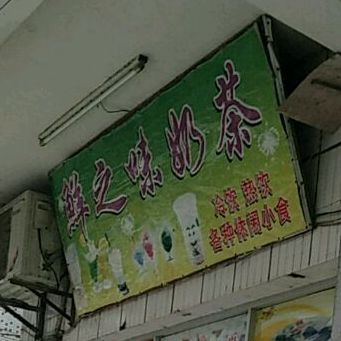 鲜之味奶茶
冷饮 热饮
各种休闲小食